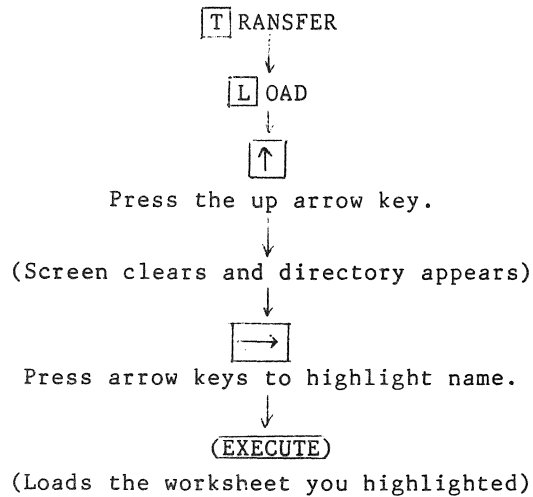 T RANSFER
L OAD
↑
Press the up arrow key.
(Screen clears and directory appears)
→
Press arrow keys to highlight name.
(EXECUTE)
(Loads the worksheet you highlighted)